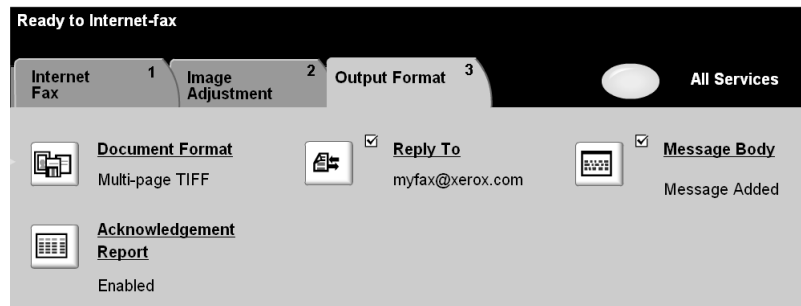 Ready to Internet-fax
Internet Fax 1
Image Adjustment 2
Output Format 3
All Services
Document Format
Multi-page TIFF
Reply To
myfax@xerox.com
Message Body
Message Added
Acknowledgement
Report
Enabled